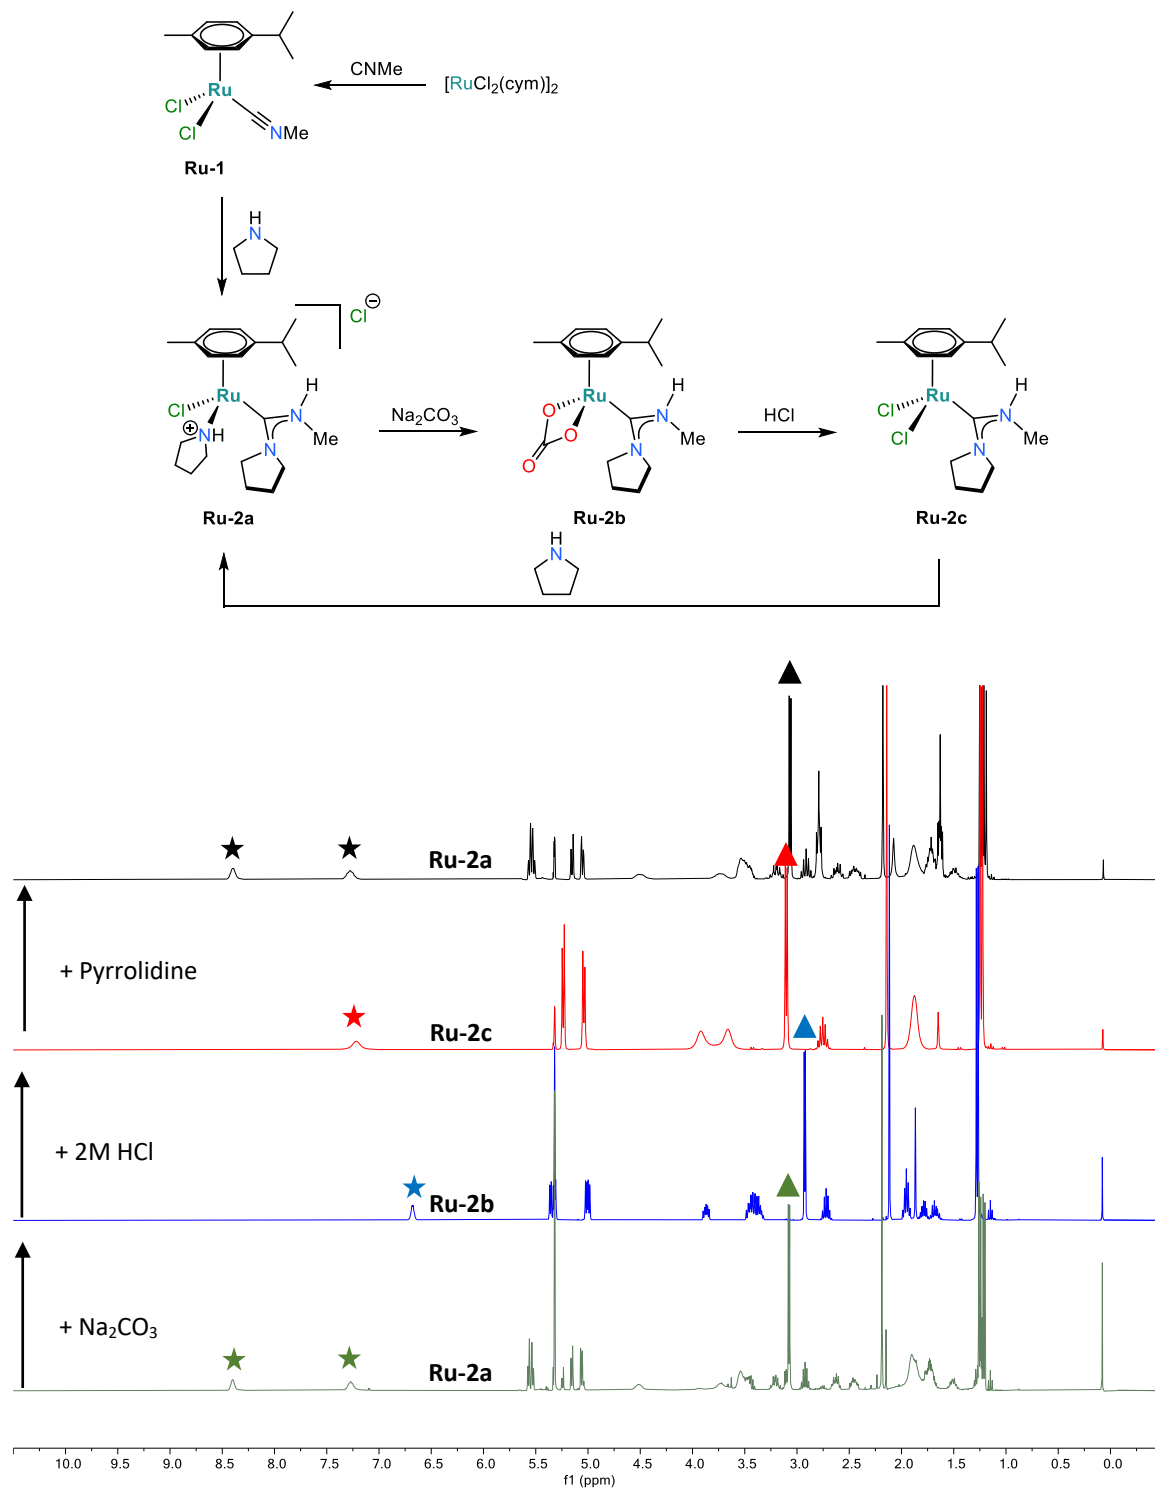 CNMe
[RuCl₂(cym)]₂
Ru
Cl
Cl
NMe
Ru-1
H
N
Cl⊖
Ru
Cl
H
N
⊕
NH
Me
N
Ru-2a
Na₂CO₃
Ru
H
O
O
O
N
Me
N
Ru-2b
HCl
Ru
Cl
Cl
H
N
Me
N
Ru-2c
H
N
Ru-2a
+ Pyrrolidine
Ru-2c
+ 2M HCl
Ru-2b
+ Na₂CO₃
Ru-2a
10.0 9.5 9.0 8.5 8.0 7.5 7.0 6.5 6.0 5.5 5.0 4.5 4.0 3.5 3.0 2.5 2.0 1.5 1.0 0.5 0.0
f1 (ppm)